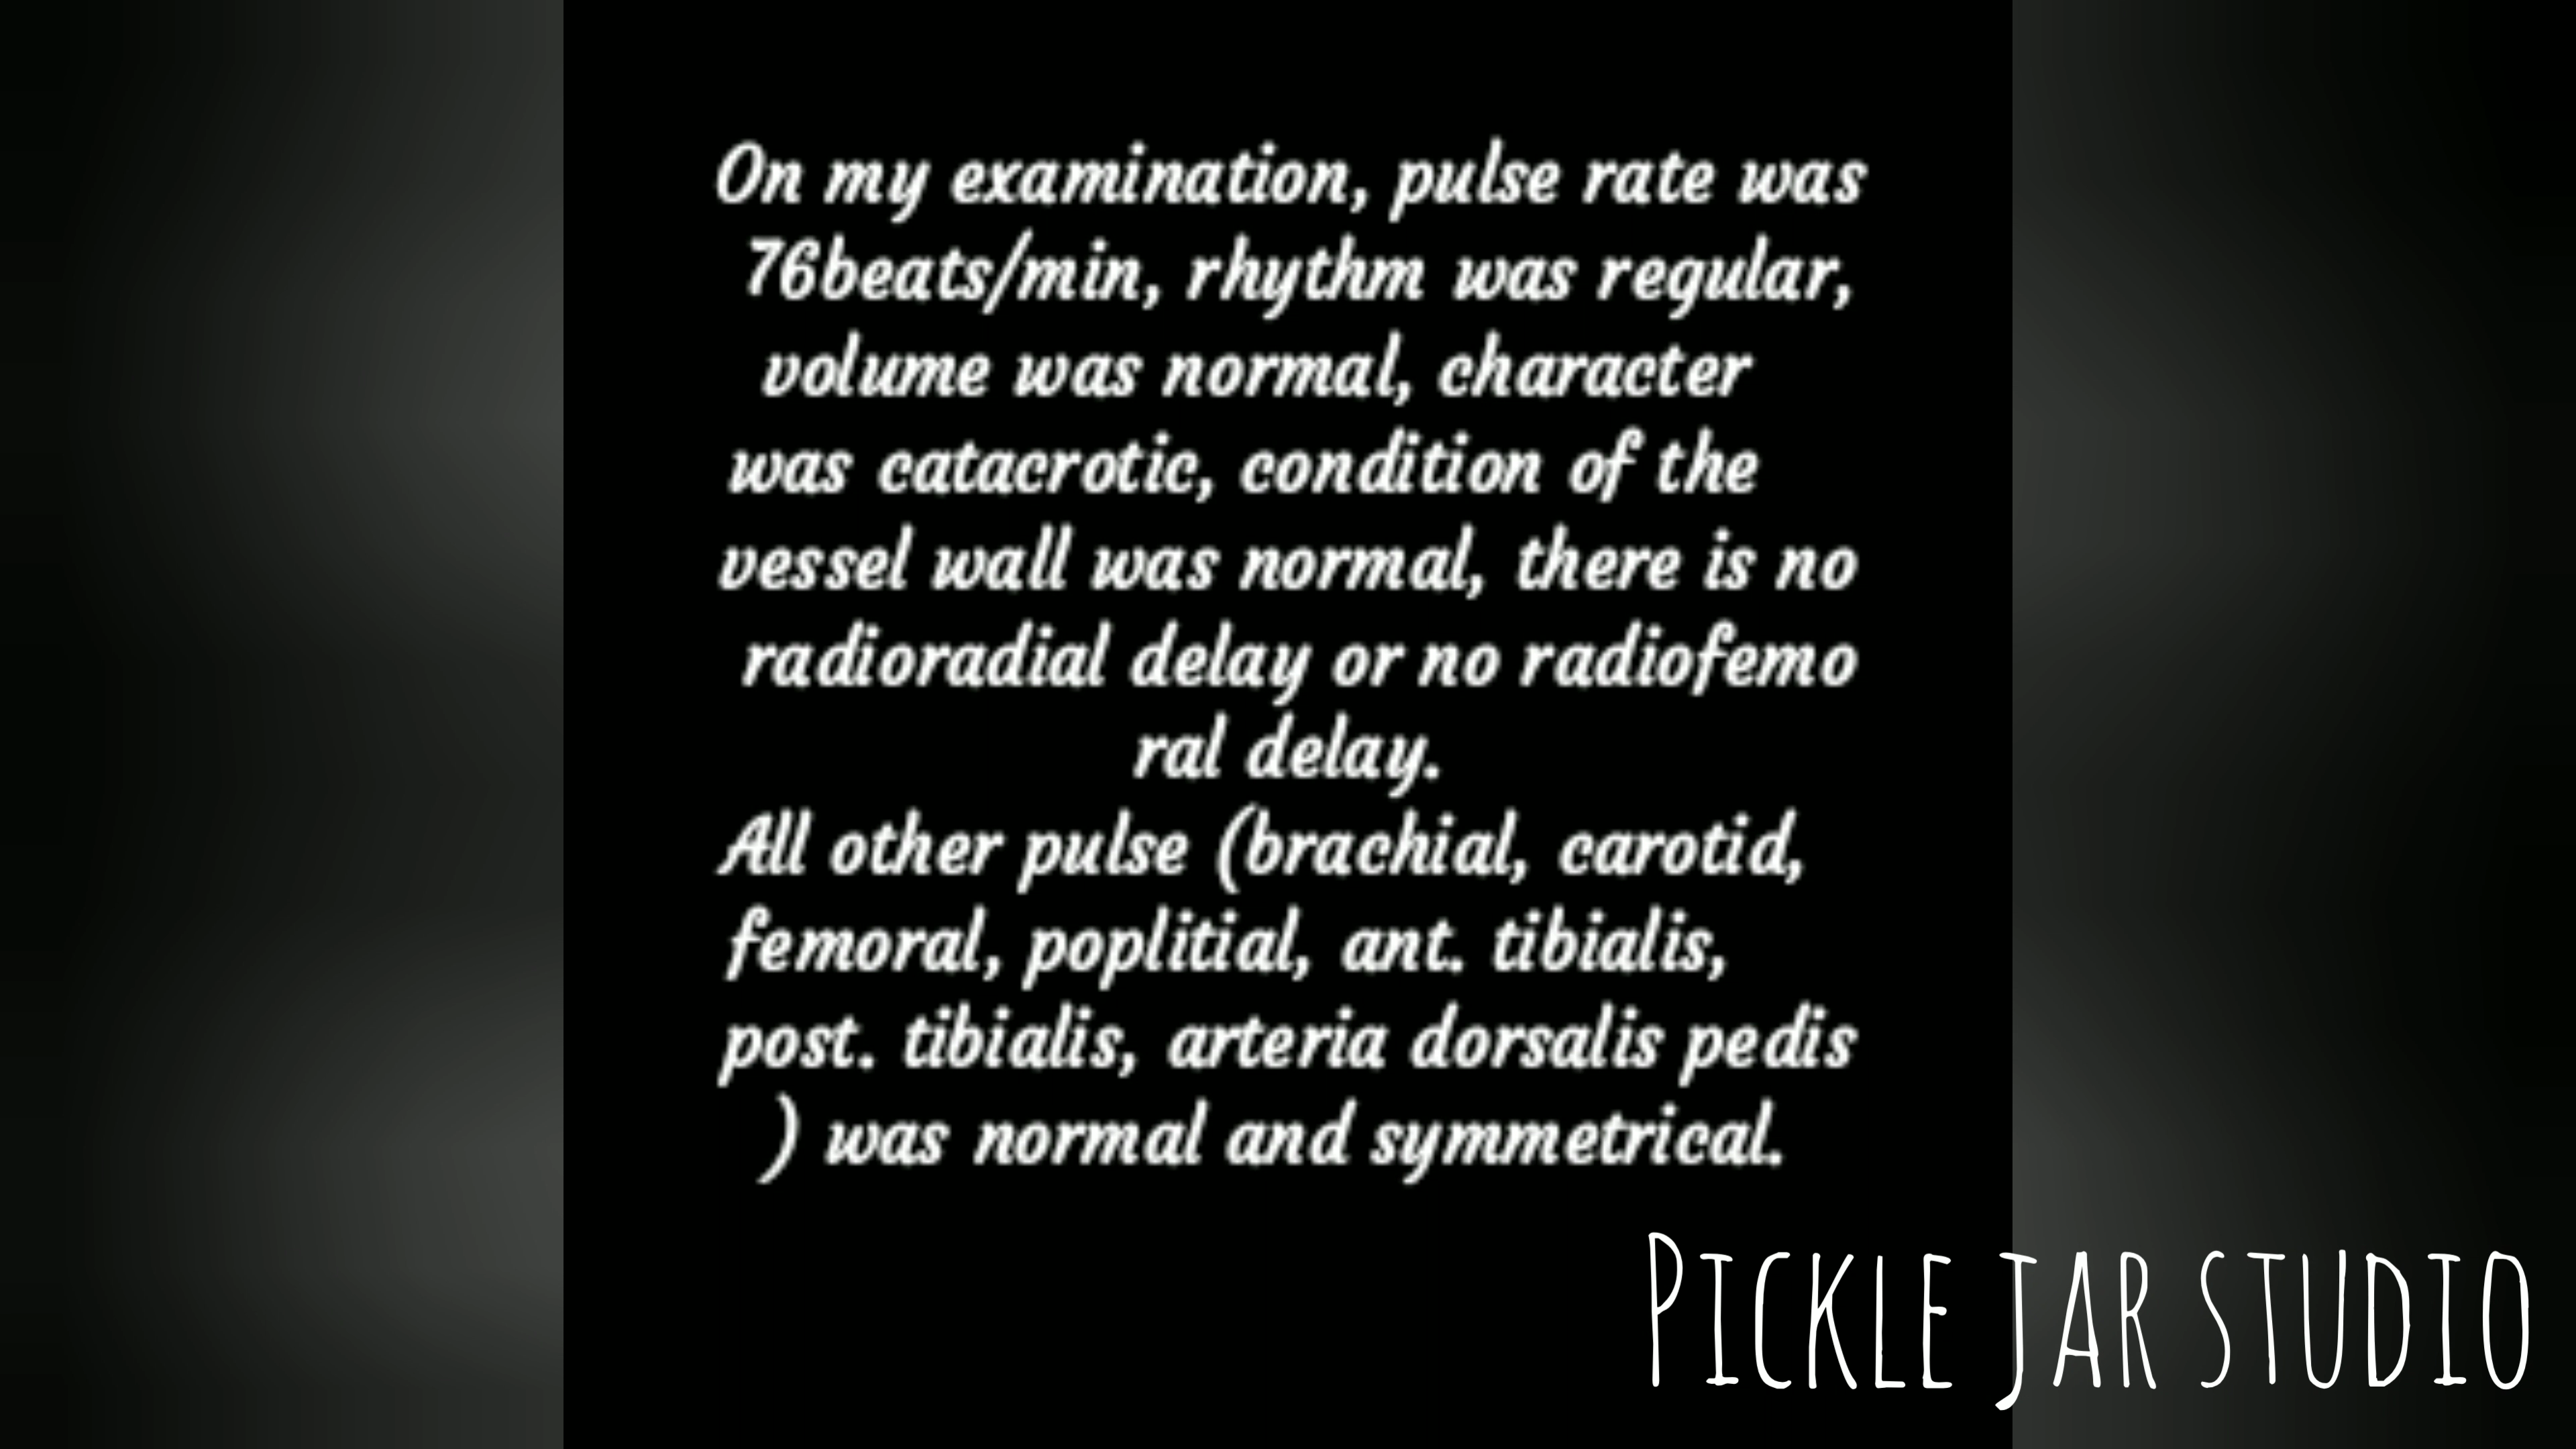 On my examination, pulse rate was
76beats/min, rhythm was regular,
volume was normal, character
was catacrotic, condition of the
vessel wall was normal, there is no
radioradial delay or no radiofemo
ral delay.
All other pulse (brachial, carotid,
femoral, poplitial, ant. tibialis,
post. tibialis, arteria dorsalis pedis
) was normal and symmetrical.
PICKLE JAR STUDIO